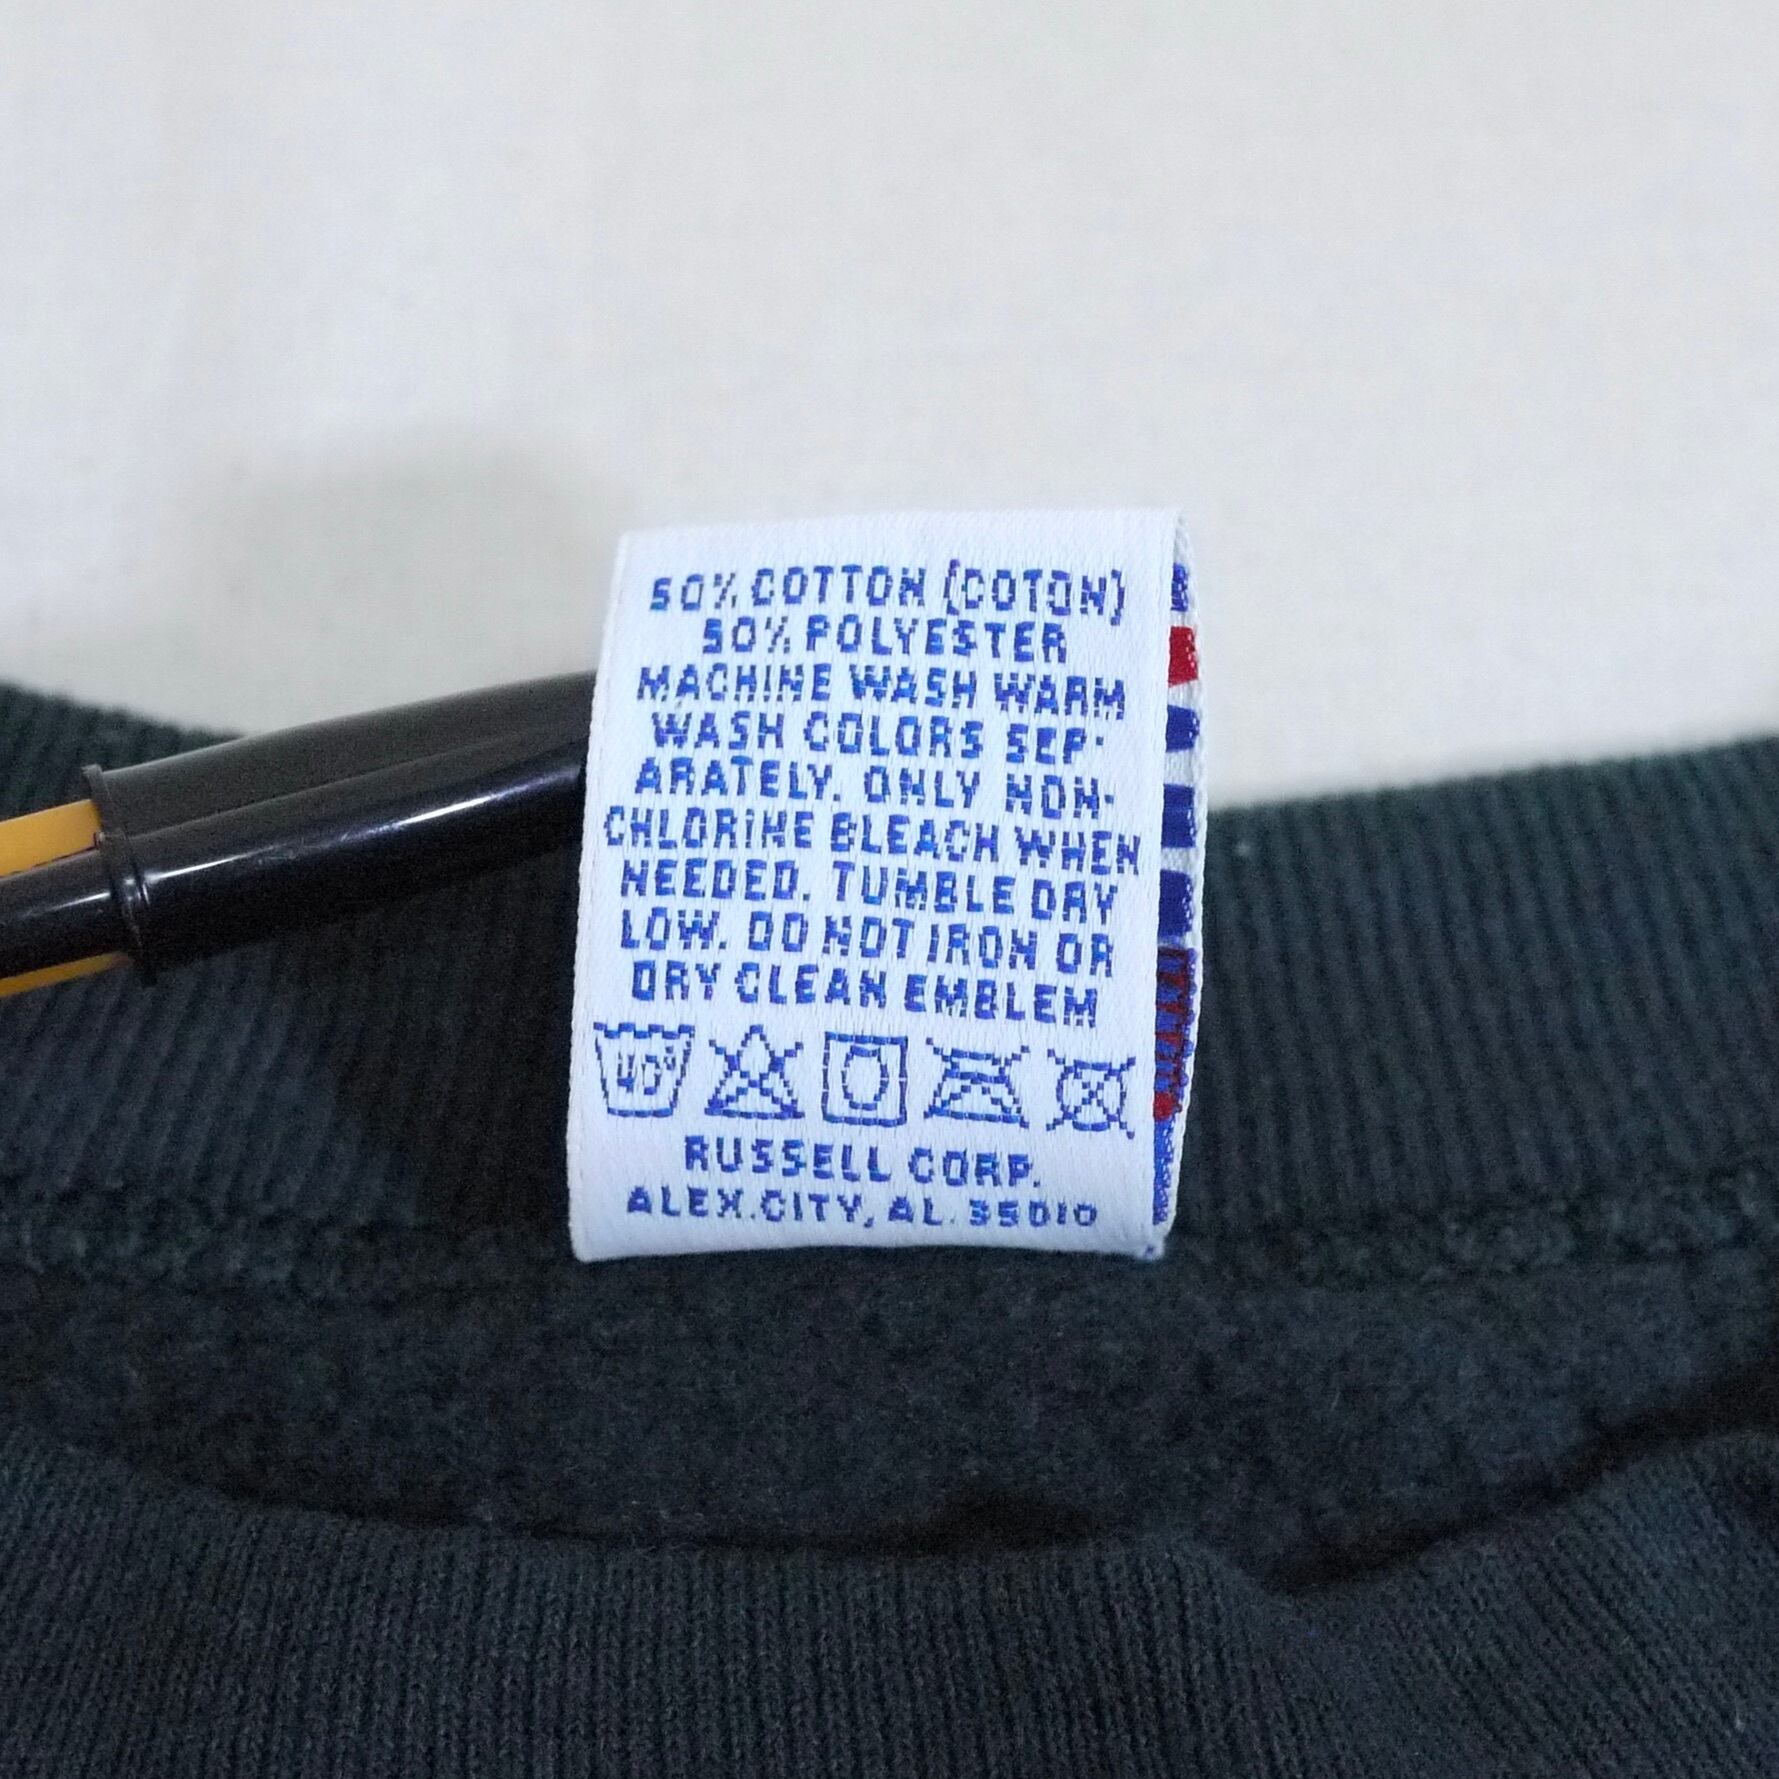 50% COTTON (COTON)
50% POLYESTER
MACHINE WASH WARM
WASH COLORS SEP-
ARATELY. ONLY NON-
CHLORINE BLEACH WHEN
NEEDED. TUMBLE DRY
LOW. DO NOT IRON OR
DRY CLEAN EMBLEM
40°
RUSSELL CORP.
ALEX.CITY, AL. 35010